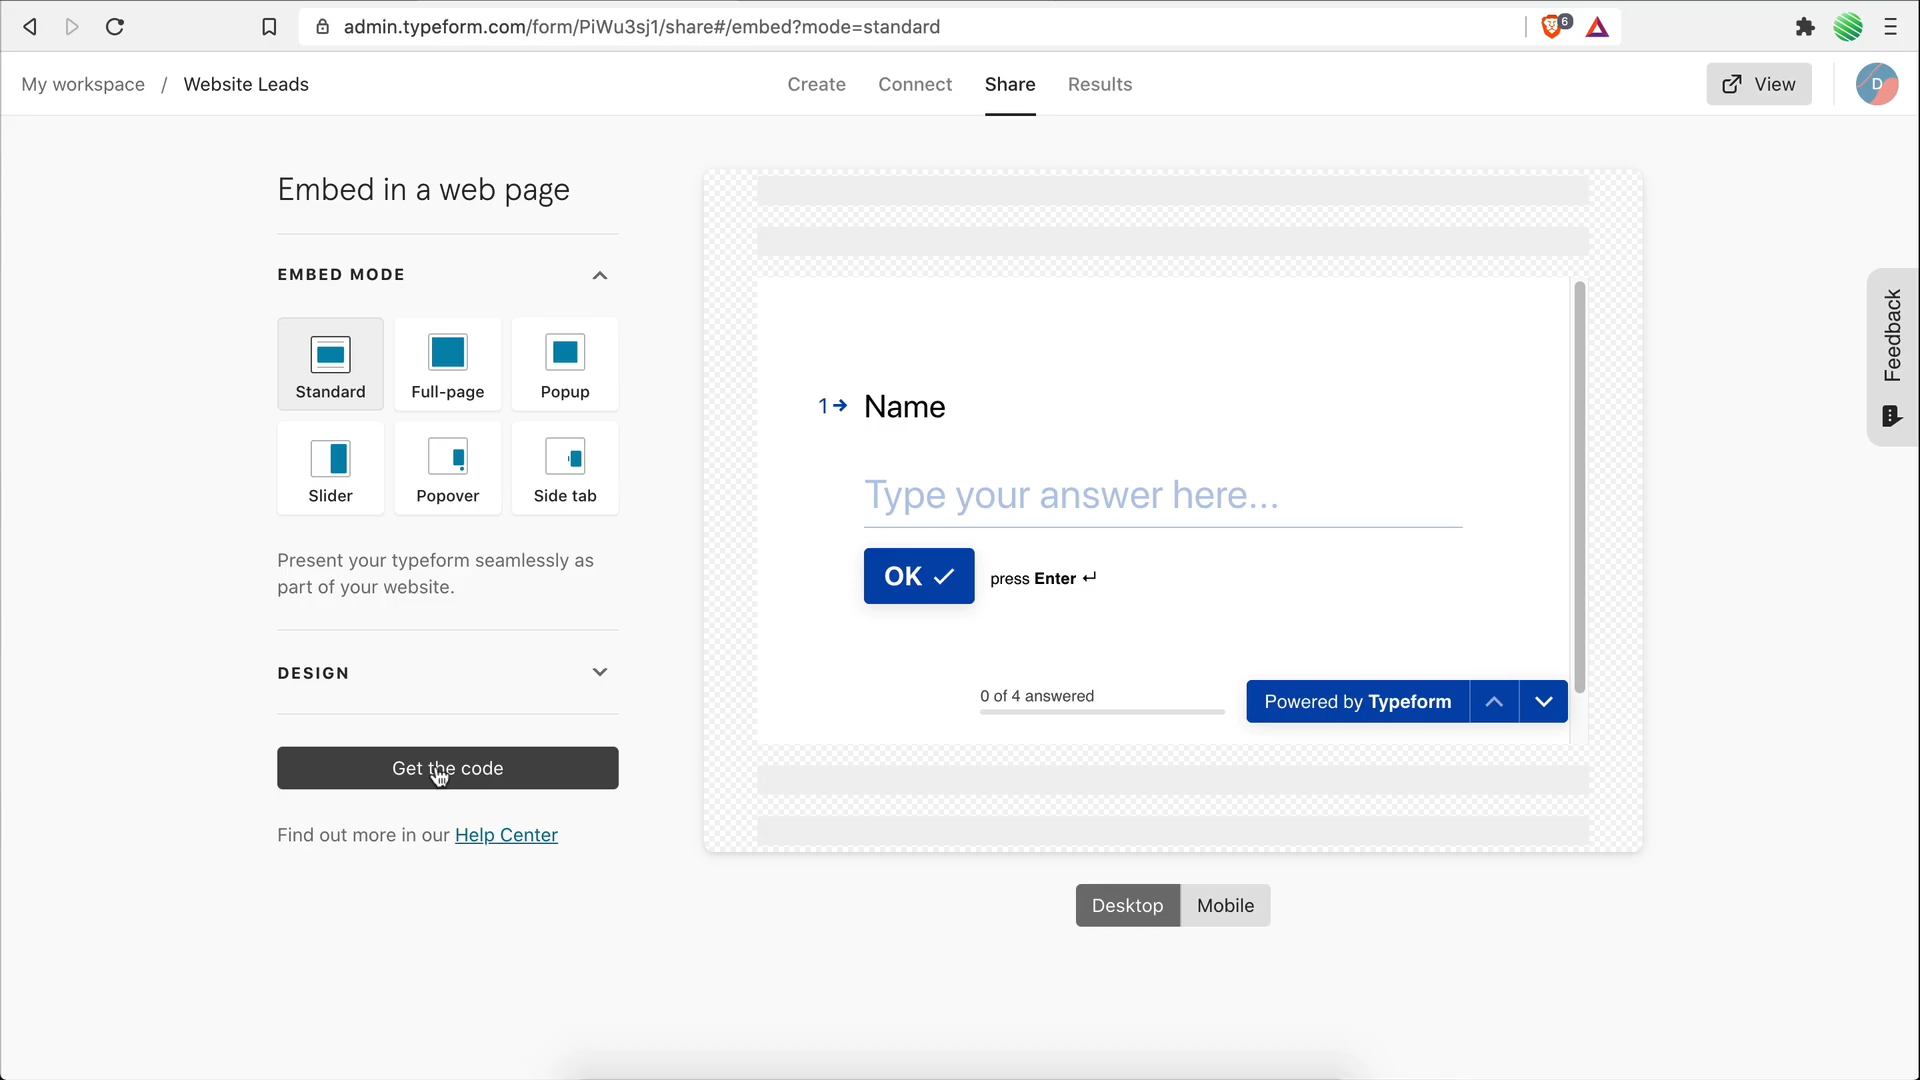 admin.typeform.com/form/PiWu3sj1/share#/embed?mode=standard
6
My workspace / Website Leads
Create
Connect
Share
Results
View
D
Embed in a web page
EMBED MODE
Standard
Full-page
Popup
Slider
Popover
Side tab
Present your typeform seamlessly as
part of your website.
DESIGN
Get the code
Find out more in our Help Center
1 Name
Type your answer here...
OK
press Enter
0 of 4 answered
Powered by Typeform
Desktop
Mobile
Feedback